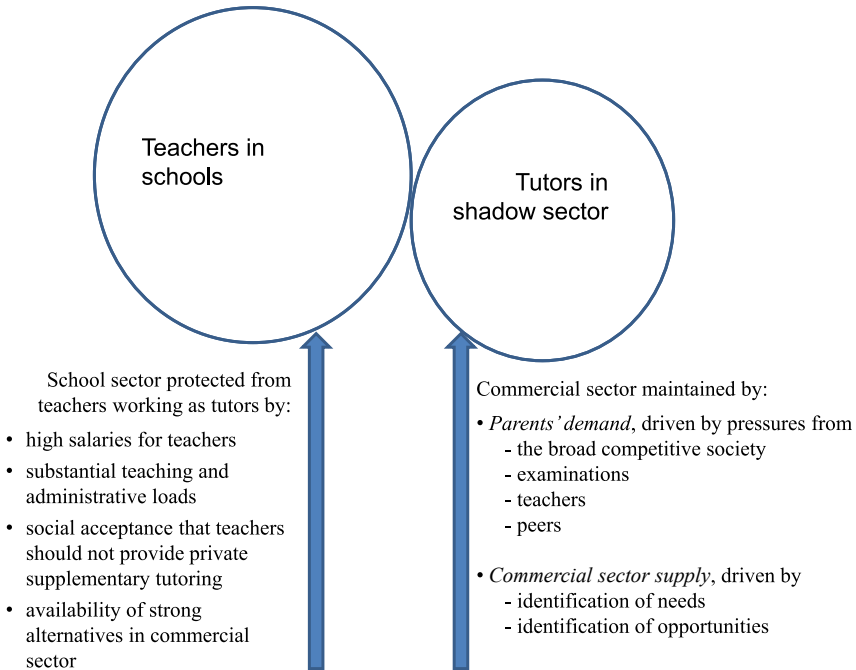 Teachers in
schools
Tutors in
shadow sector
School sector protected from
teachers working as tutors by:
• high salaries for teachers
• substantial teaching and
administrative loads
• social acceptance that teachers
should not provide private
supplementary tutoring
• availability of strong
alternatives in commercial
sector
Commercial sector maintained by:
• Parents’ demand, driven by pressures from
- the broad competitive society
- examinations
- teachers
- peers
• Commercial sector supply, driven by
- identification of needs
- identification of opportunities